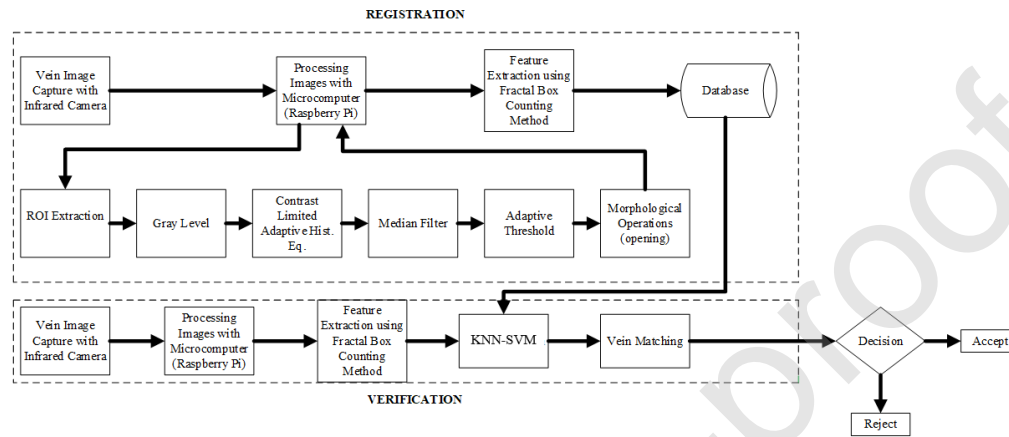 REGISTRATION
Vein Image
Capture with
Infrared Camera
Processing
Images with
Microcomputer
(Raspberry Pi)
Feature
Extraction using
Fractal Box
Counting
Method
Database
ROI Extraction
Gray Level
Contrast
Limited
Adaptive Hist.
Eq.
Median Filter
Adaptive
Threshold
Morphological
Operations
(opening)
Vein Image
Capture with
Infrared Camera
Processing
Images with
Microcomputer
(Raspberry Pi)
Feature
Extraction using
Fractal Box
Counting
Method
KNN-SVM
Vein Matching
Decision
Accept
Reject
VERIFICATION
proof